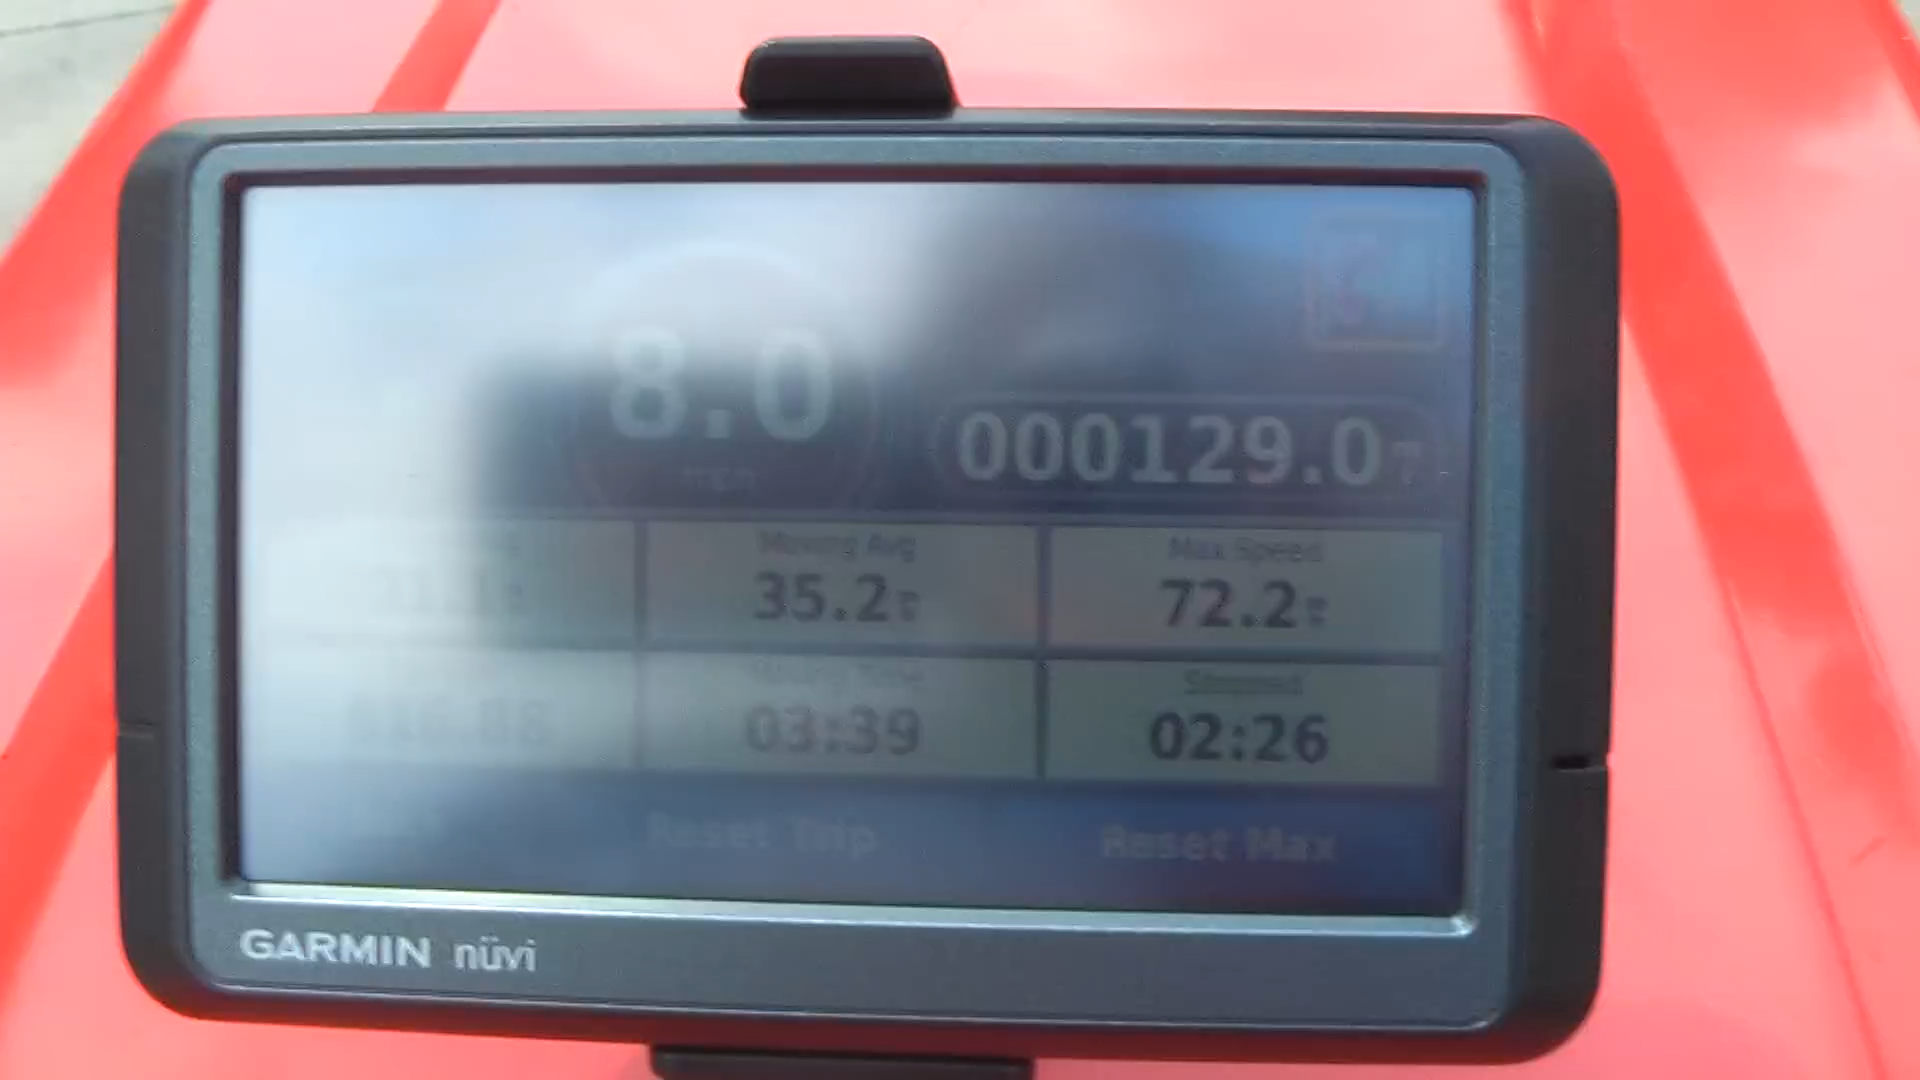 8.0
000129.0
Moving Avg
35.2
Max Speed
72.2
03:39
Stopped
02:26
Reset Trip
Reset Max
GARMIN nüvi